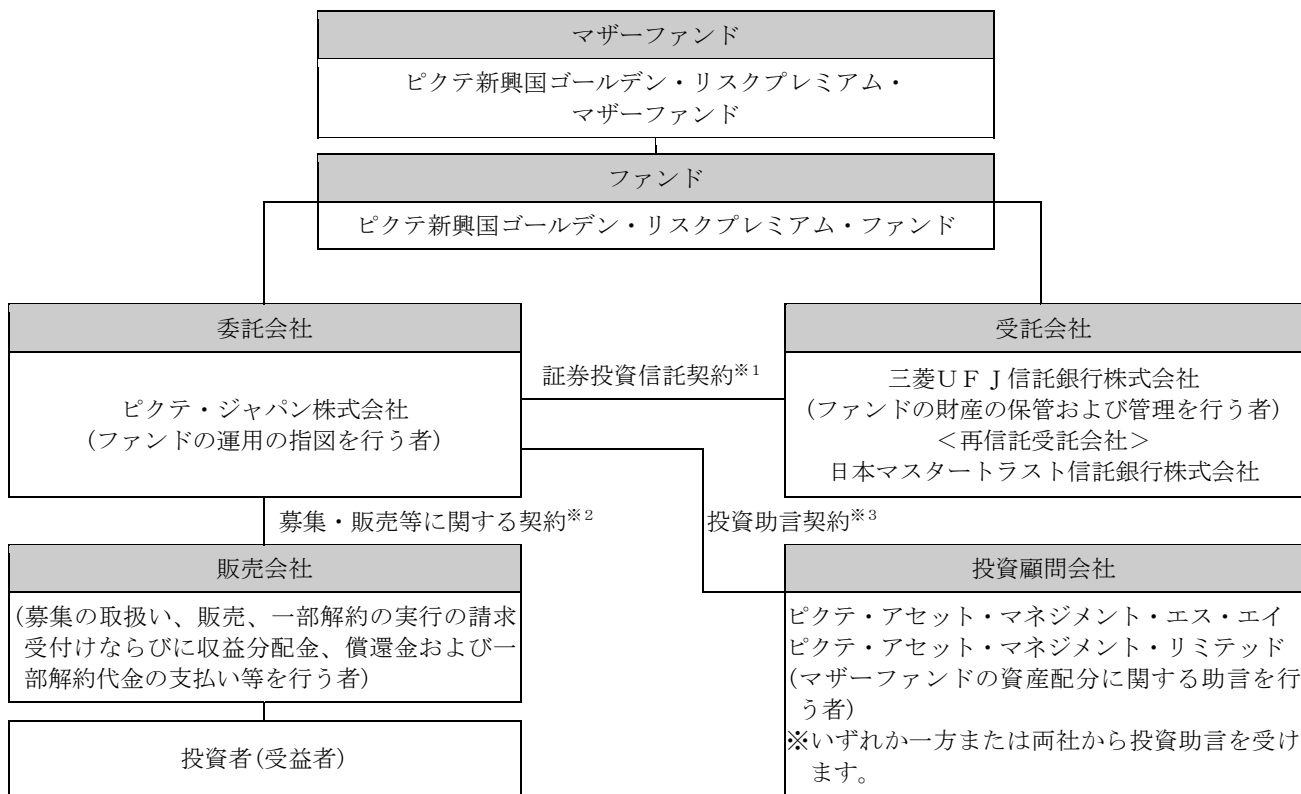 マザーファンド
ピクテ新興国ゴールデン・リスクプレミアム・
マザーファンド
ファンド
ピクテ新興国ゴールデン・リスクプレミアム・ファンド
委託会社
ピクテ・ジャパン株式会社
(ファンドの運用の指図を行う者)
証券投資信託契約※1
受託会社
三菱UFJ信託銀行株式会社
(ファンドの財産の保管および管理を行う者)
<再信託受託会社>
日本マスタートラスト信託銀行株式会社
募集・販売等に関する契約※2
投資助言契約※3
販売会社
(募集の取扱い、販売、一部解約の実行の請求
受付けならびに収益分配金、償還金および一
部解約代金の支払い等を行う者)
投資者(受益者)
投資顧問会社
ピクテ・アセット・マネジメント・エス・エイ
ピクテ・アセット・マネジメント・リミテッド
(マザーファンドの資産配分に関する助言を行
う者)
※いずれか一方または両社から投資助言を受け
ます。